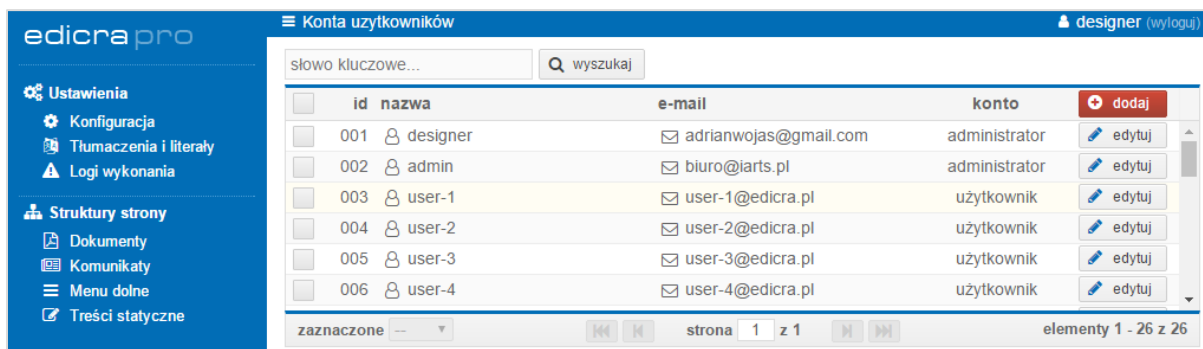 edicra pro
Konta uzytkowników
designer (wyloguj)
Ustawienia
Konfiguracja
Tłumaczenia i literały
Logi wykonania
Struktury strony
Dokumenty
Komunikaty
Menu dolne
Treści statyczne
słowo kluczowe... wyszukaj
id nazwa e-mail konto dodaj
001 designer adrianwojas@gmail.com administrator edytuj
002 admin biuro@iarts.pl administrator edytuj
003 user-1 user-1@edicra.pl użytkownik edytuj
004 user-2 user-2@edicra.pl użytkownik edytuj
005 user-3 user-3@edicra.pl użytkownik edytuj
006 user-4 user-4@edicra.pl użytkownik edytuj
zaznaczone -- strona 1 z 1 elementy 1 - 26 z 26